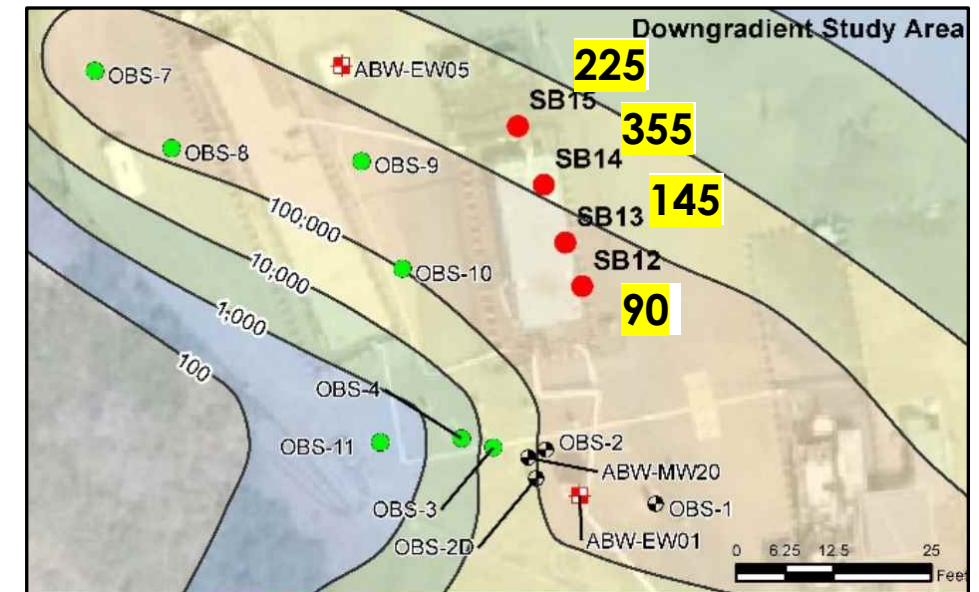 Downgradient Study Area
225
OBS-7
ABW-EW05
SB15
355
OBS-8
OBS-9
SB14
145
100,000
SB13
SB12
10,000
OBS-10
1,000
90
100
OBS-4
OBS-11
OBS-2
ABW-MW20
OBS-3
OBS-1
OBS-2D
ABW-EW01
0 6.25 12.5 25
Feet